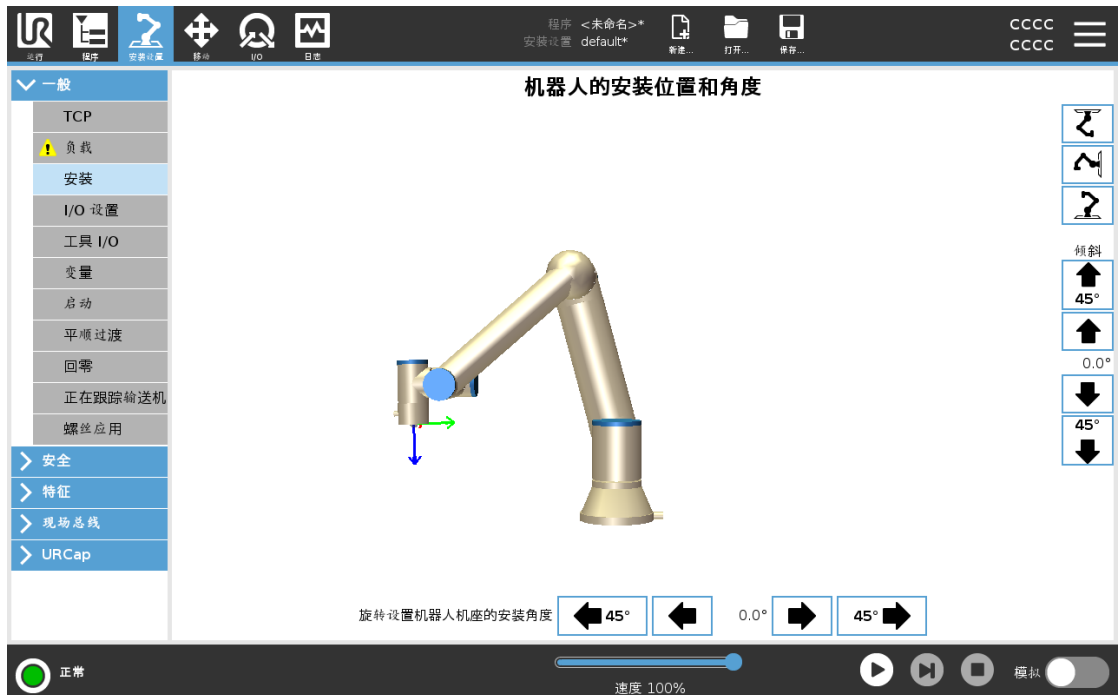 UR
运行
程序
安装设置
移动
I/O
日志
程序 <未命名>*
安装设置 default*
新建...
打开...
保存...
CCCC
CCCC
一般
TCP
负载
安装
I/O 设置
工具 I/O
变量
启动
平顺过渡
回零
正在跟踪输送机
螺丝应用
安全
特征
现场总线
URCap
机器人的安装位置和角度
倾斜
45°
0.0°
45°
旋转设置机器人机座的安装角度 45° 0.0° 45°
正常
速度 100%
模拟